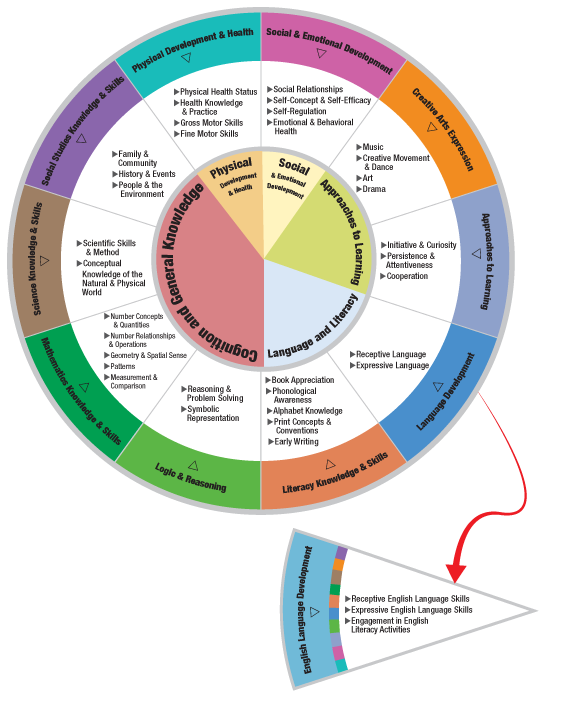 Physical Development & Health
▶Physical Health Status
▶Health Knowledge
& Practice
▶Gross Motor Skills
▶Fine Motor Skills
Social & Emotional Development
▶Social Relationships
▶Self-Concept & Self-Efficacy
▶Self-Regulation
▶Emotional & Behavioral
Health
Creative Arts Expression
▶Music
▶Creative Movement
& Dance
▶Art
▶Drama
Approaches to Learning
▶Initiative & Curiosity
▶Persistence &
Attentiveness
▶Cooperation
Language Development
▶Receptive Language
▶Expressive Language
Literacy Knowledge & Skills
▶Book Appreciation
▶Phonological
Awareness
▶Alphabet Knowledge
▶Print Concepts &
Conventions
▶Early Writing
Logic & Reasoning
▶Reasoning &
Problem Solving
▶Symbolic
Representation
Mathematics Knowledge & Skills
▶Number Concepts
& Quantities
▶Number Relationships
& Operations
▶Geometry & Spatial Sense
▶Patterns
▶Measurement &
Comparison
Science Knowledge & Skills
▶Scientific Skills
& Method
▶Conceptual
Knowledge of the
Natural & Physical
World
Social Studies Knowledge & Skills
▶Family &
Community
▶History & Events
▶People & the
Environment
Physical
Development
& Health
Social
& Emotional
Development
Approaches to Learning
Language and Literacy
Cognition and General Knowledge
English Language Development
▶Receptive English Language Skills
▶Expressive English Language Skills
▶Engagement in English
Literacy Activities